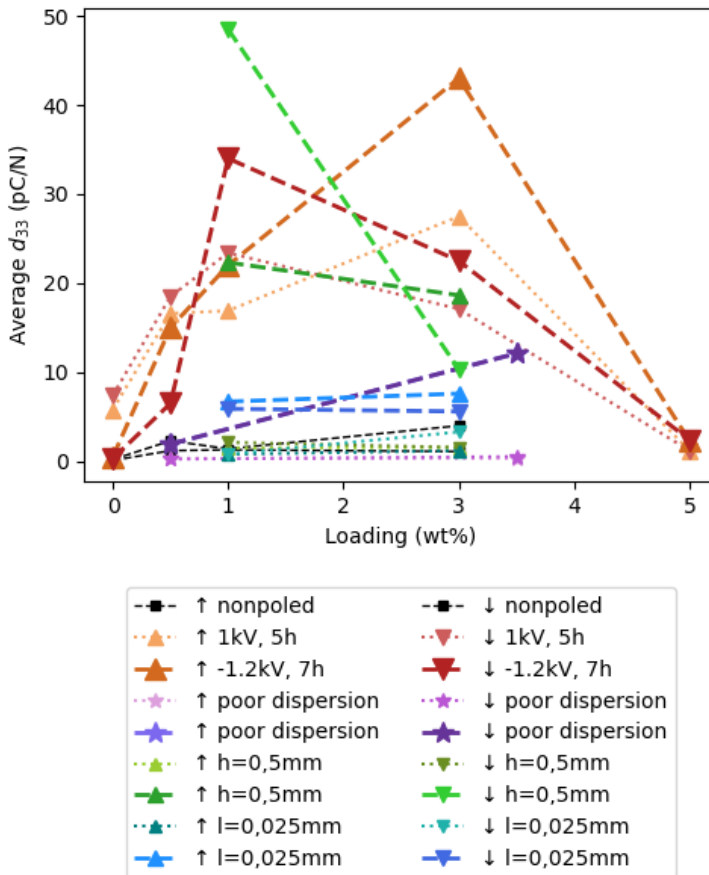 50
40
30
20
10
0
Average d33 (pC/N)
0 1 2 3 4 5
Loading (wt%)
↑ nonpoled ↓ nonpoled
↑ 1kV, 5h ↓ 1kV, 5h
↑ -1.2kV, 7h ↓ -1.2kV, 7h
↑ poor dispersion ↓ poor dispersion
↑ poor dispersion ↓ poor dispersion
↑ h=0,5mm ↓ h=0,5mm
↑ h=0,5mm ↓ h=0,5mm
↑ l=0,025mm ↓ l=0,025mm
↑ l=0,025mm ↓ l=0,025mm